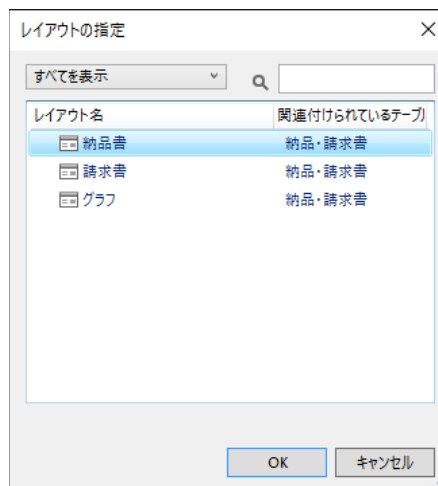 レイアウトの指定
すべてを表示
レイアウト名 関連付けられているテーブル
納品書 納品・請求書
請求書 納品・請求書
グラフ 納品・請求書
OK キャンセル